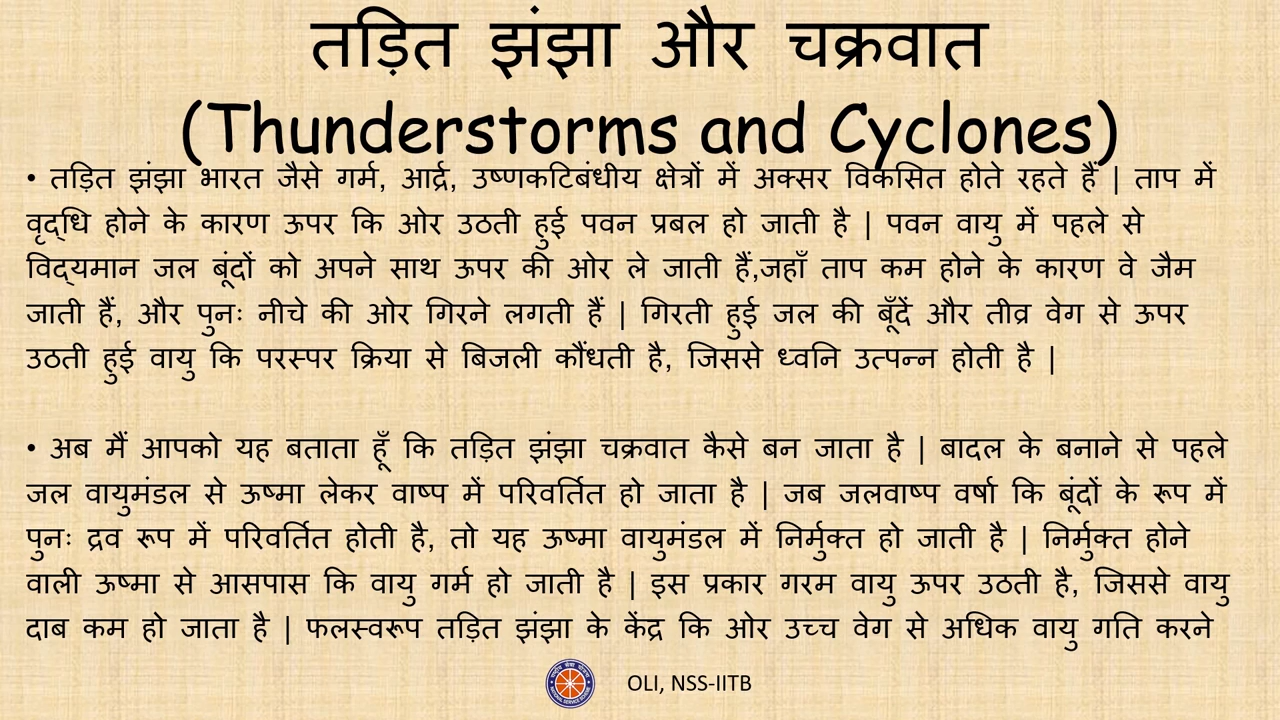 तड़ित झंझा और चक्रवात
(Thunderstorms and Cyclones)
• तड़ित झंझा भारत जैसे गर्म, आर्द्र, उष्णकटिबंधीय क्षेत्रों में अक्सर विकसित होते रहते हैं | ताप में
वृद्धि होने के कारण ऊपर कि ओर उठती हुई पवन प्रबल हो जाती है | पवन वायु में पहले से
विद्यमान जल बूंदों को अपने साथ ऊपर की ओर ले जाती हैं,जहाँ ताप कम होने के कारण वे जैम
जाती हैं, और पुनः नीचे की ओर गिरने लगती हैं | गिरती हुई जल की बूँदें और तीव्र वेग से ऊपर
उठती हुई वायु कि परस्पर क्रिया से बिजली कौंधती है, जिससे ध्वनि उत्पन्न होती है |
• अब मैं आपको यह बताता हूँ कि तड़ित झंझा चक्रवात कैसे बन जाता है | बादल के बनाने से पहले
जल वायुमंडल से ऊष्मा लेकर वाष्प में परिवर्तित हो जाता है | जब जलवाष्प वर्षा कि बूंदों के रूप में
पुनः द्रव रूप में परिवर्तित होती है, तो यह ऊष्मा वायुमंडल में निर्मुक्त हो जाती है | निर्मुक्त होने
वाली ऊष्मा से आसपास कि वायु गर्म हो जाती है | इस प्रकार गरम वायु ऊपर उठती है, जिससे वायु
दाब कम हो जाता है | फलस्वरूप तड़ित झंझा के केंद्र कि ओर उच्च वेग से अधिक वायु गति करने
OLI, NSS-IITB